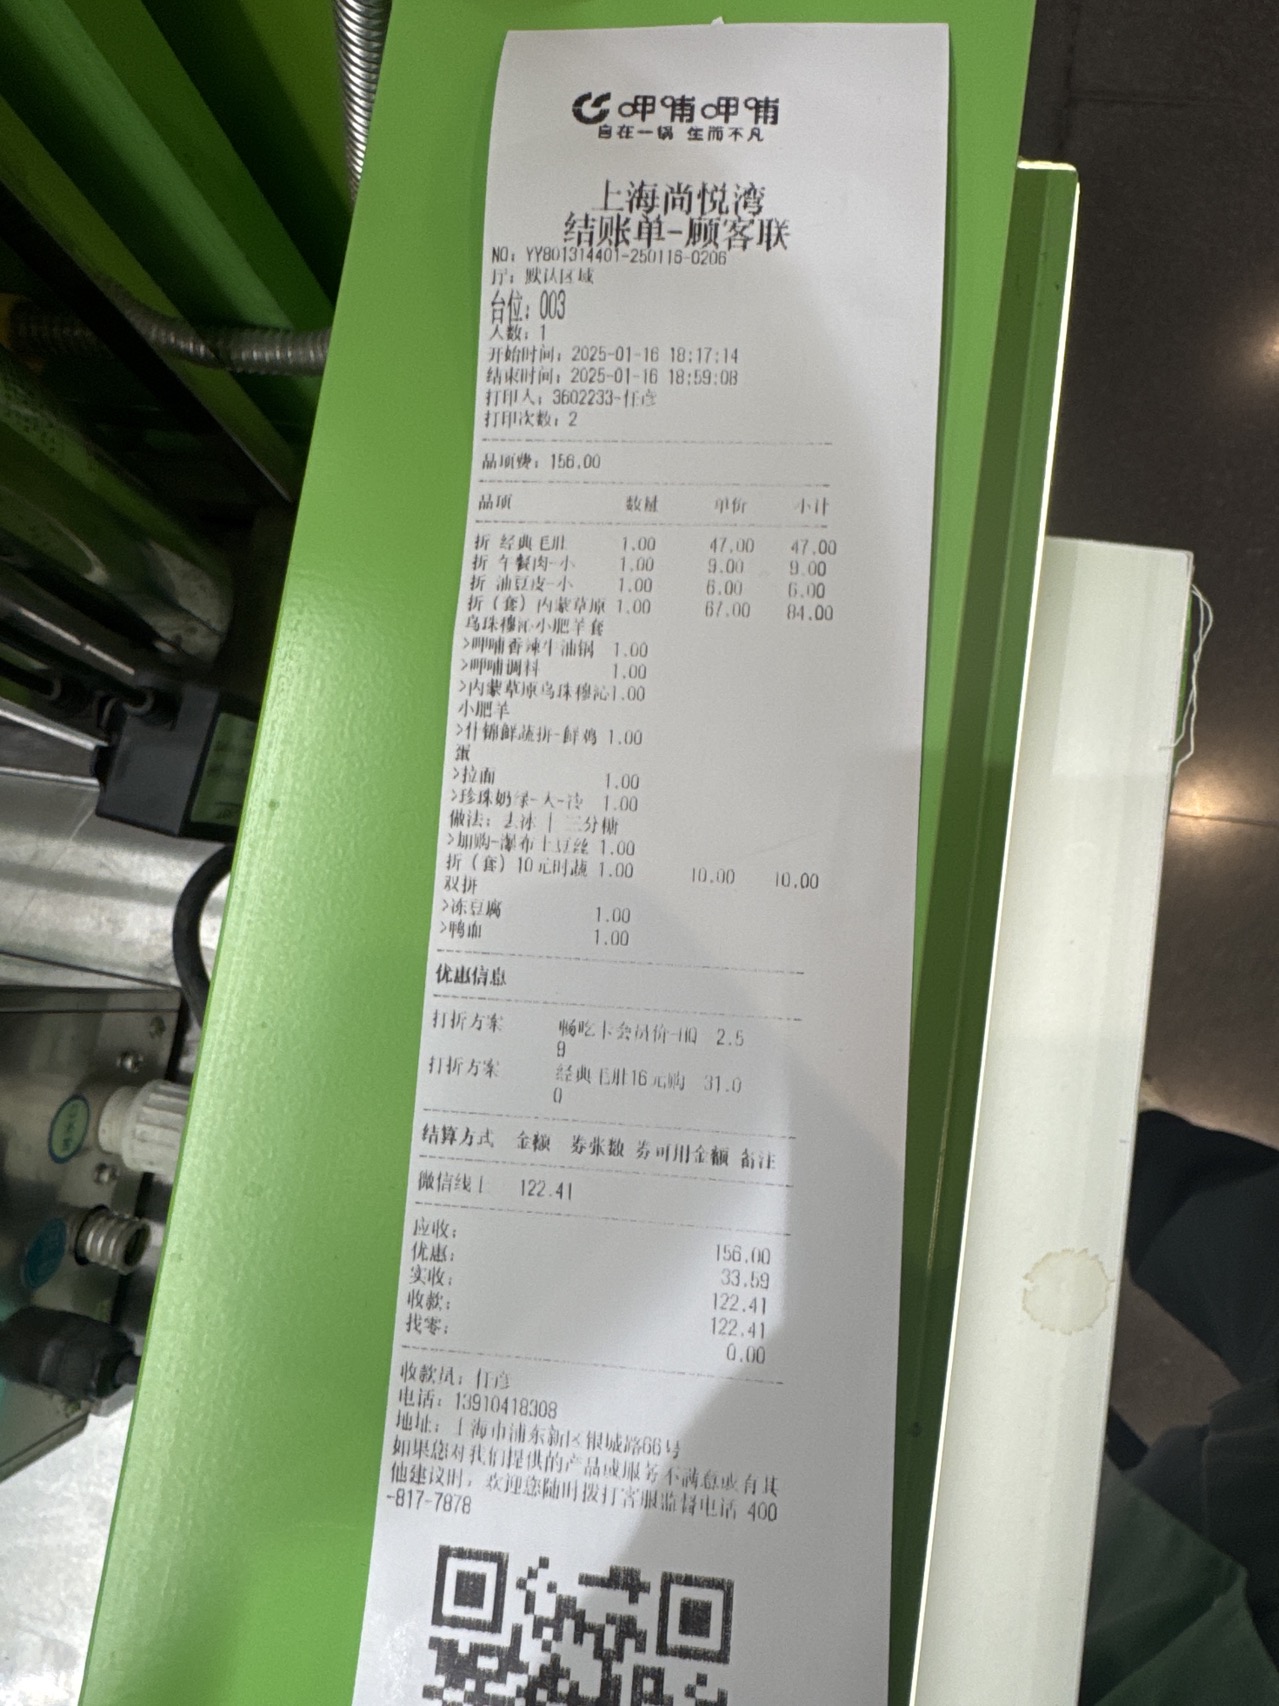 呷哺呷哺
自在一锅 生而不凡
上海尚悦湾
结账单-顾客联
NO: YY801314401-250116-0206
厅: 默认区域
台位: 003
人数: 1
开始时间: 2025-01-16 18:17:14
结束时间: 2025-01-16 18:59:08
打印人: 3602233-任彦
打印次数: 2
品项费: 156.00
品项 数量 单价 小计
折 经典毛肚 1.00 47.00 47.00
折 午餐肉-小 1.00 9.00 9.00
折 油豆皮-小 1.00 6.00 6.00
折（套）内蒙草原 1.00 67.00 84.00
乌珠穆沁小肥羊套
>呷哺香辣牛油锅 1.00
>呷哺调料 1.00
>内蒙草原乌珠穆沁1.00
小肥羊
>什锦鲜蔬拼-鲜鸡 1.00
蛋
>拉面 1.00
>珍珠奶绿-大-冷 1.00
做法: 去冰 | 三分糖
>加购-瀑布土豆丝 1.00
折（套）10元时蔬 1.00 10.00 10.00
双拼
>冻豆腐 1.00
>鸭血 1.00
优惠信息
打折方案 畅吃卡会员价-HQ 2.5
9
打折方案 经典毛肚16元购 31.0
0
结算方式 金额 券张数 券可用金额 备注
微信线上 122.41
应收: 156.00
优惠: 33.59
实收: 122.41
收款: 122.41
找零: 0.00
收款员: 任彦
电话: 13910418308
地址: 上海市浦东新区银城路66号
如果您对我们提供的产品或服务不满意或有其
他建议时, 欢迎您随时拨打客服监督电话 400
-817-7878